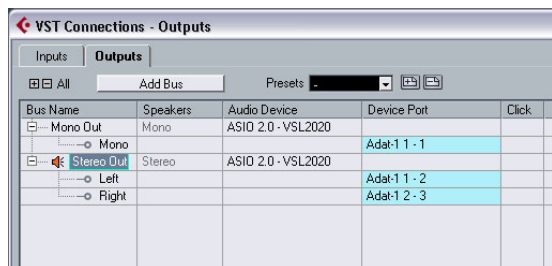 VST Connections - Outputs
Inputs Outputs
All Add Bus Presets -
Bus Name Speakers Audio Device Device Port Click
Mono Out Mono ASIO 2.0 - VSL2020
Mono Adat-1 1 - 1
Stereo Out Stereo ASIO 2.0 - VSL2020
Left Adat-1 1 - 2
Right Adat-1 2 - 3